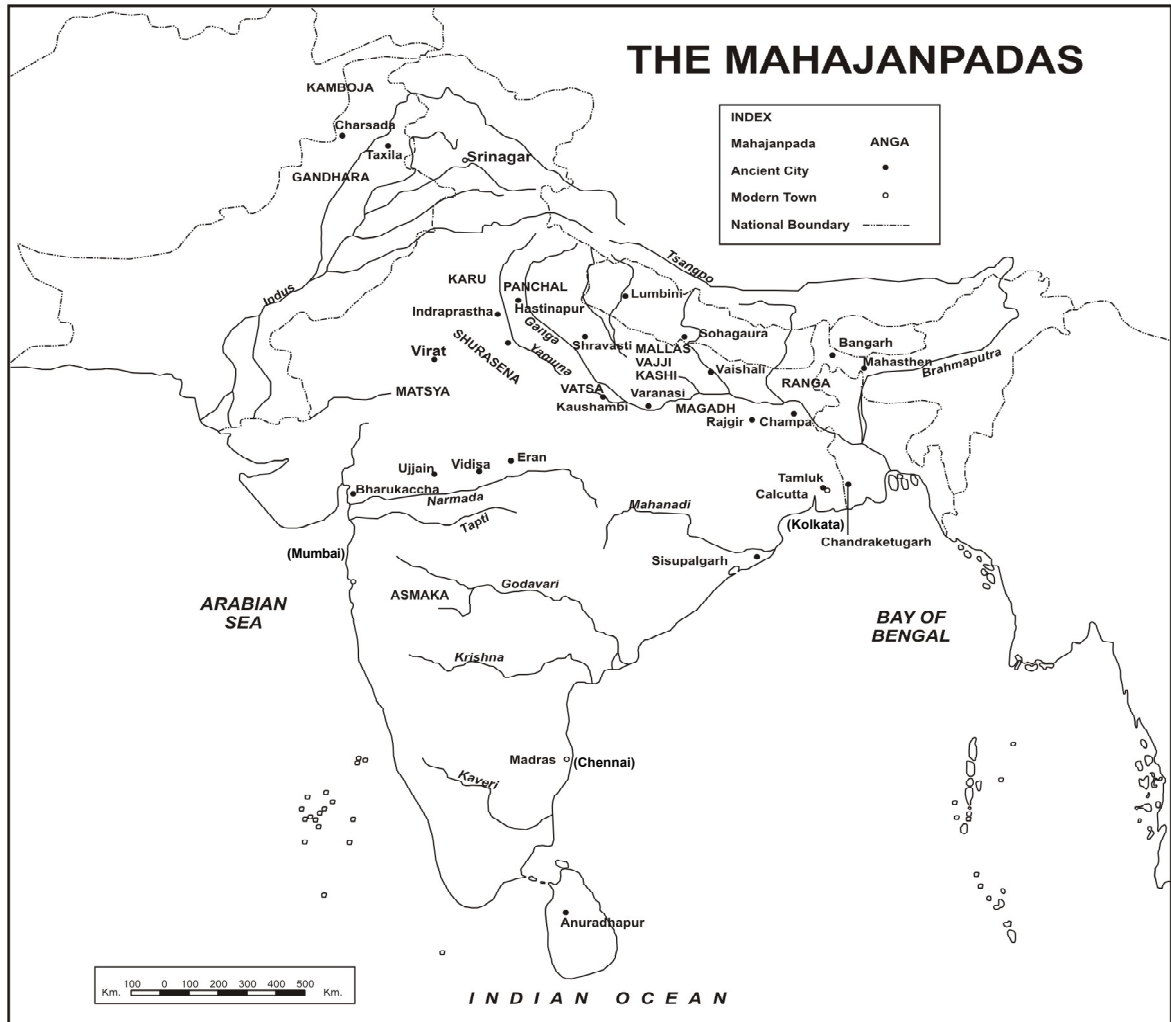 THE MAHAJANPADAS
INDEX
Mahajanpada ANGA
Ancient City
Modern Town
National Boundary
KAMBOJA
Charsada
Taxila
Srinagar
GANDHARA
Indus
Tsangpo
KARU
PANCHAL
Hastinapur
Lumbini
Indraprastha
Ganga
Yamuna
SHURASENA
Shravasti
Sohagaura
Bangarh
Mahasthen
Brahmaputra
Virat
MALLAS
VAJJI
KASHI
Vaishali
RANGA
MATSYA
VATSA
Kaushambi
Varanasi
MAGADH
Rajgir
Champa
Ujjain
Vidisa
Eran
Bharukaccha
Narmada
Tapti
Mahanadi
Tamluk
Calcutta
(Kolkata)
Chandraketugarh
(Mumbai)
Sisupalgarh
ASMAKA
Godavari
ARABIAN
SEA
BAY OF
BENGAL
Krishna
Madras
(Chennai)
Kaveri
Anuradhapur
Km. 100 0 100 200 300 400 500 Km.
INDIAN OCEAN